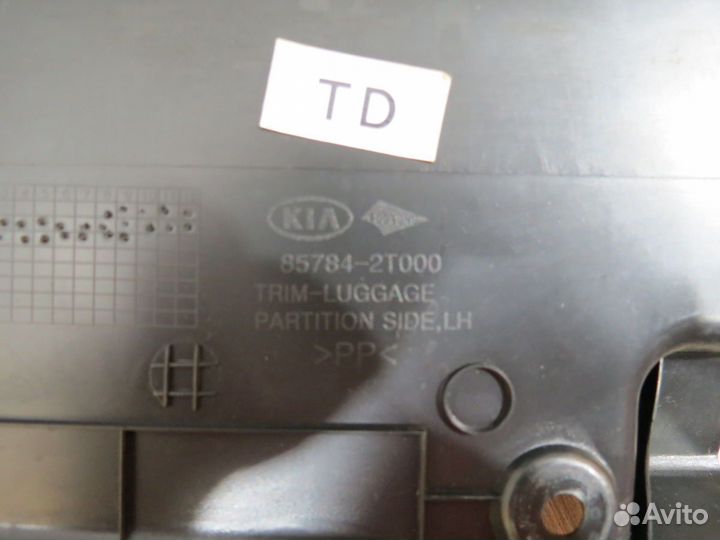 TD
KIA
85784-2T000
TRIM-LUGGAGE
PARTITION SIDE,LH
>PP<
Avito